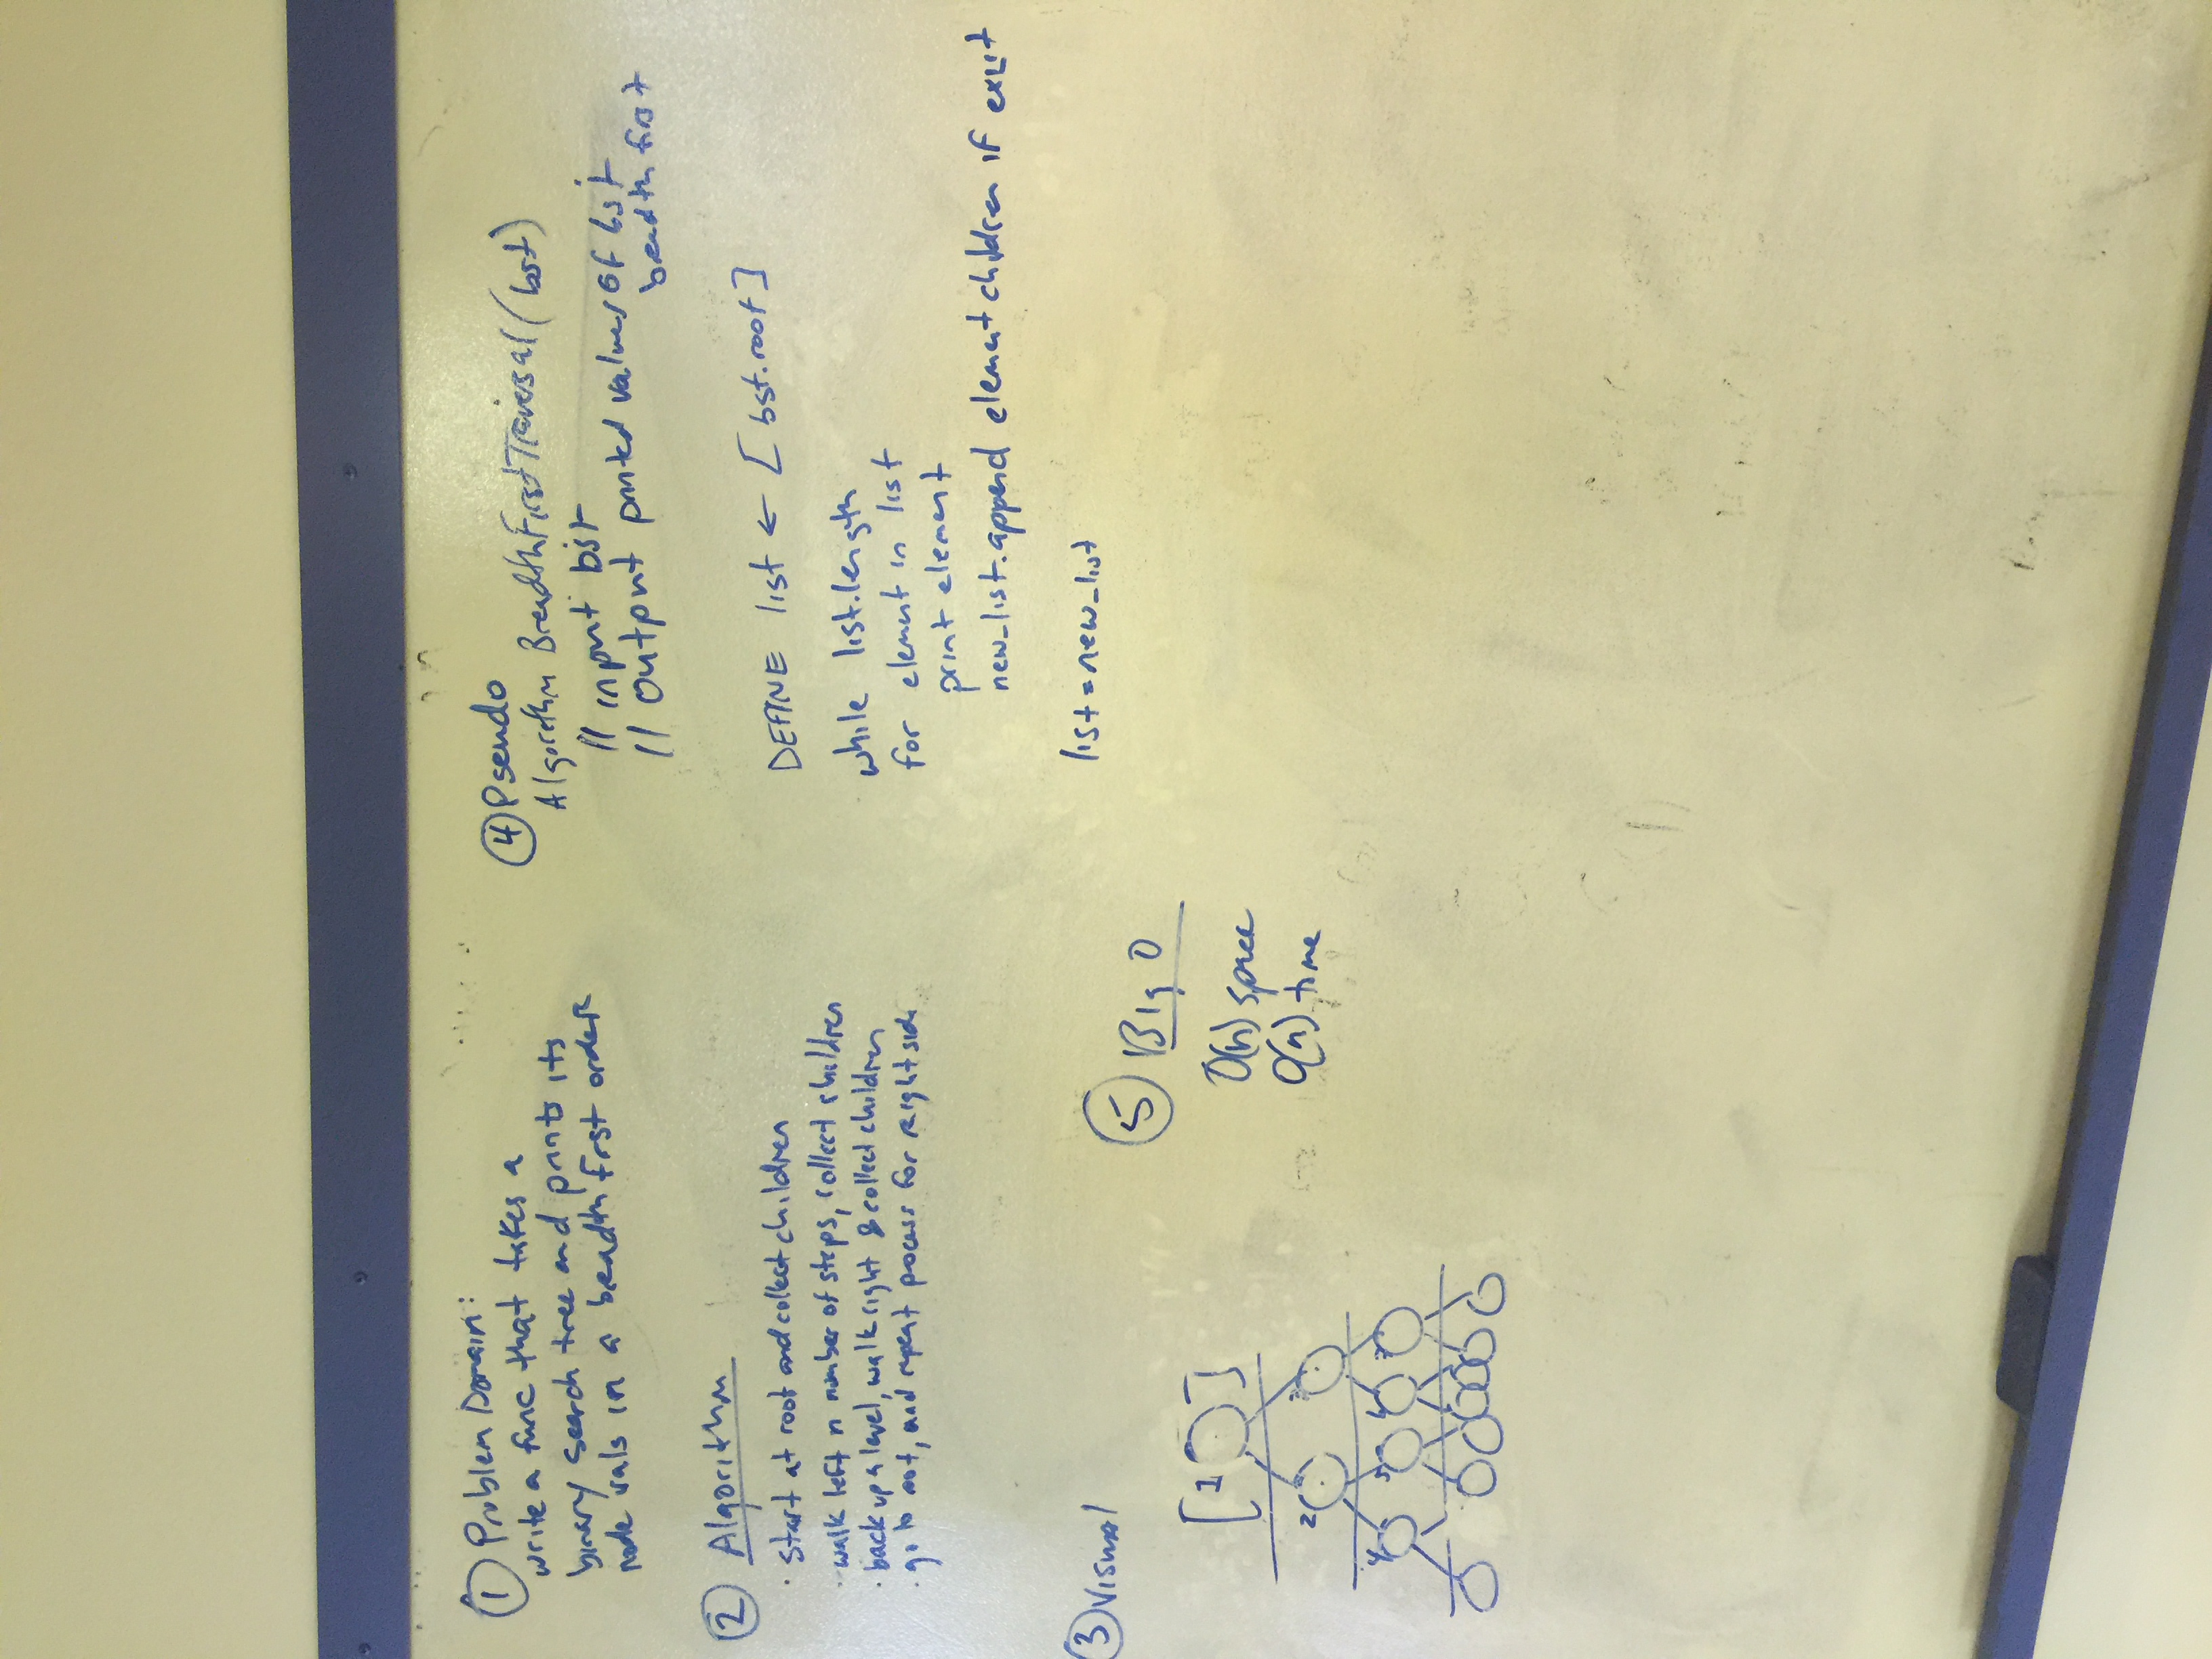 1 Problem Domain:
write a func that takes a
binary search tree and prints its
node vals in a breadth first order
2 Algorithm
· start at root and collect children
· walk left n number of steps, collect children
· back up a level, walk right & collect children
· go to root, and repeat process for right side
3 Visual
[ 1 ]
2 3
4 5 6 7
5 Big O
O(n) space
O(n) time
4 Pseudo
Algorithm BreadthFirstTraversal (bst)
// input bst
// output printed values of bst
breadth first
DEFINE list ← [ bst.root ]
while list.length
for element in list
print element
new_list.append element children if exist
list = new_list